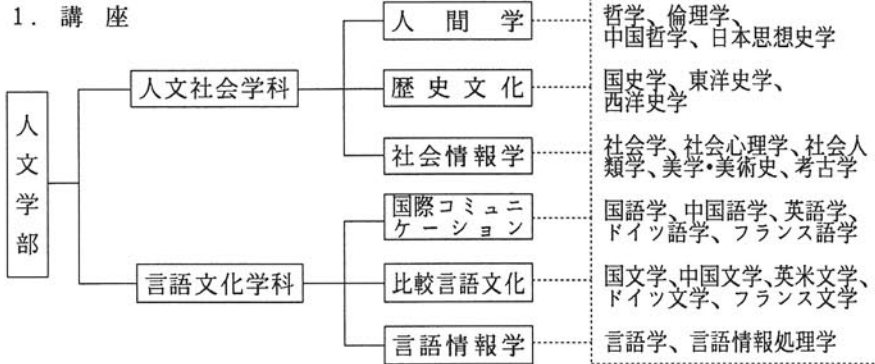 1. 講座
人文学部
人文社会学科
人間学
哲学、倫理学、
中国哲学、日本思想史学
歴史文化
国史学、東洋史学、
西洋史学
社会情報学
社会学、社会心理学、社会人
類学、美学・美術史、考古学
言語文化学科
国際コミュニ
ケーション
国語学、中国語学、英語学、
ドイツ語学、フランス語学
比較言語文化
国文学、中国文学、英米文学、
ドイツ文学、フランス文学
言語情報学
言語学、言語情報処理学